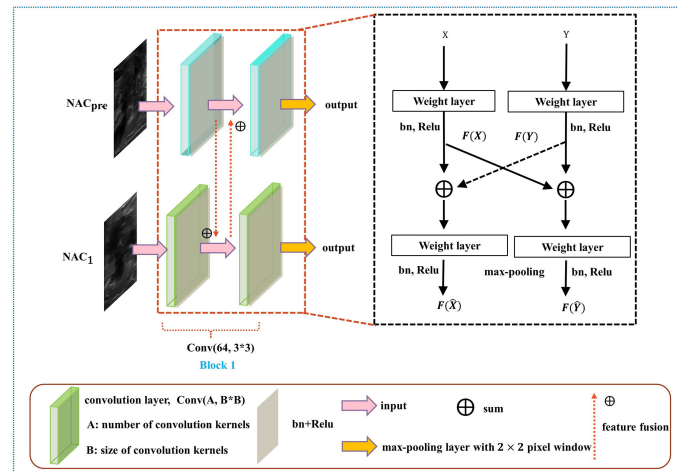 NACpre
⊕
output
⊕
NAC1
output
Conv(64, 3*3)
Block 1
X Y
Weight layer Weight layer
bn, Relu F(X) F(Y) bn, Relu
⊕ ⊕
Weight layer Weight layer
bn, Relu max-pooling bn, Relu
F(X̂) F(Ŷ)
convolution layer, Conv(A, B*B)
A: number of convolution kernels
B: size of convolution kernels
bn+Relu
input
max-pooling layer with 2 × 2 pixel window
⊕ sum
⊕
feature fusion